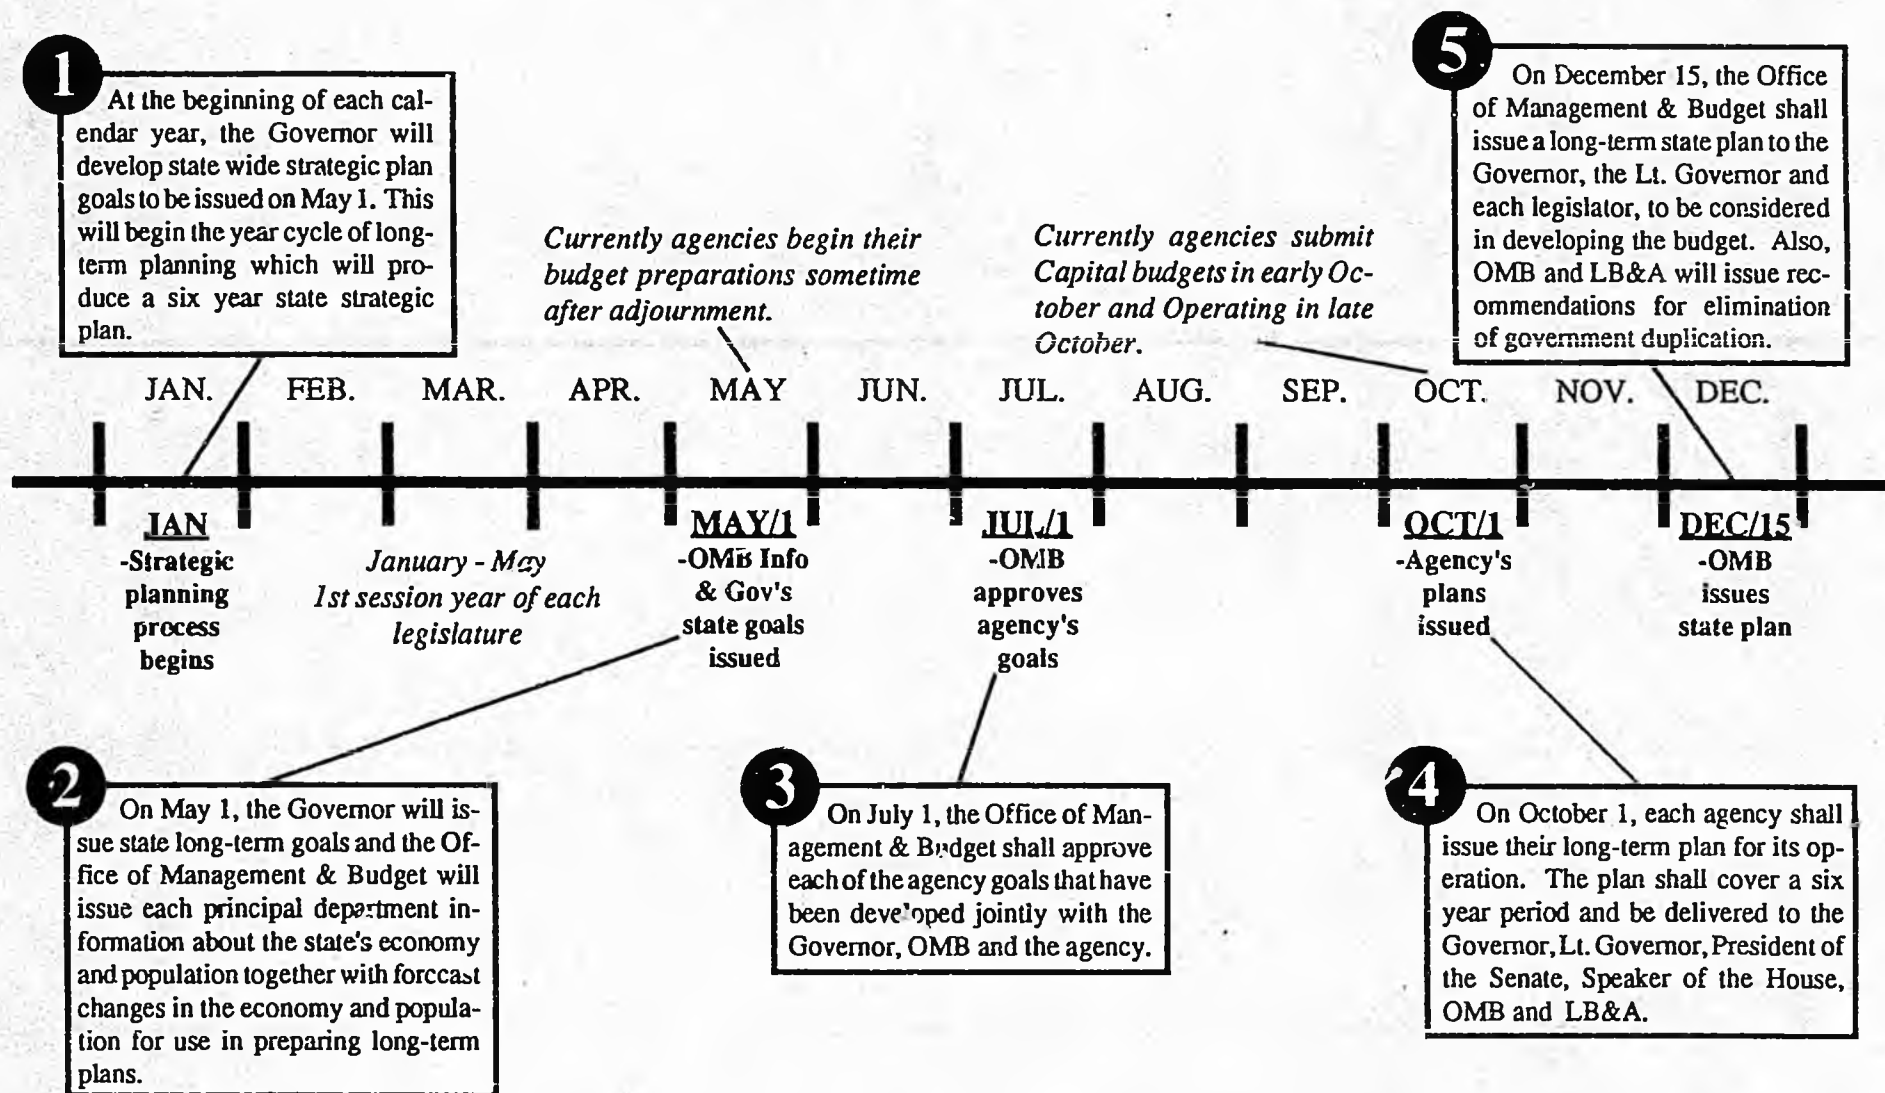 1
At the beginning of each cal-
endar year, the Governor will
develop state wide strategic plan
goals to be issued on May 1. This
will begin the year cycle of long-
term planning which will pro-
duce a six year state strategic
plan.
Currently agencies begin their
budget preparations sometime
after adjournment.
Currently agencies submit
Capital budgets in early Oc-
tober and Operating in late
October.
5
On December 15, the Office
of Management & Budget shall
issue a long-term state plan to the
Governor, the Lt. Governor and
each legislator, to be considered
in developing the budget. Also,
OMB and LB&A will issue rec-
ommendations for elimination
of government duplication.
JAN. FEB. MAR. APR. MAY JUN. JUL. AUG. SEP. OCT. NOV. DEC.
JAN
-Strategic
planning
process
begins
January - May
1st session year of each
legislature
MAY/1
-OMB Info
& Gov's
state goals
issued
JUL/1
-OMB
approves
agency's
goals
OCT/1
-Agency's
plans
issued
DEC/15
-OMB
issues
state plan
2
On May 1, the Governor will is-
sue state long-term goals and the Of-
fice of Management & Budget will
issue each principal department in-
formation about the state's economy
and population together with forecast
changes in the economy and popula-
tion for use in preparing long-term
plans.
3
On July 1, the Office of Man-
agement & Budget shall approve
each of the agency goals that have
been developed jointly with the
Governor, OMB and the agency.
4
On October 1, each agency shall
issue their long-term plan for its op-
eration. The plan shall cover a six
year period and be delivered to the
Governor, Lt. Governor, President of
the Senate, Speaker of the House,
OMB and LB&A.